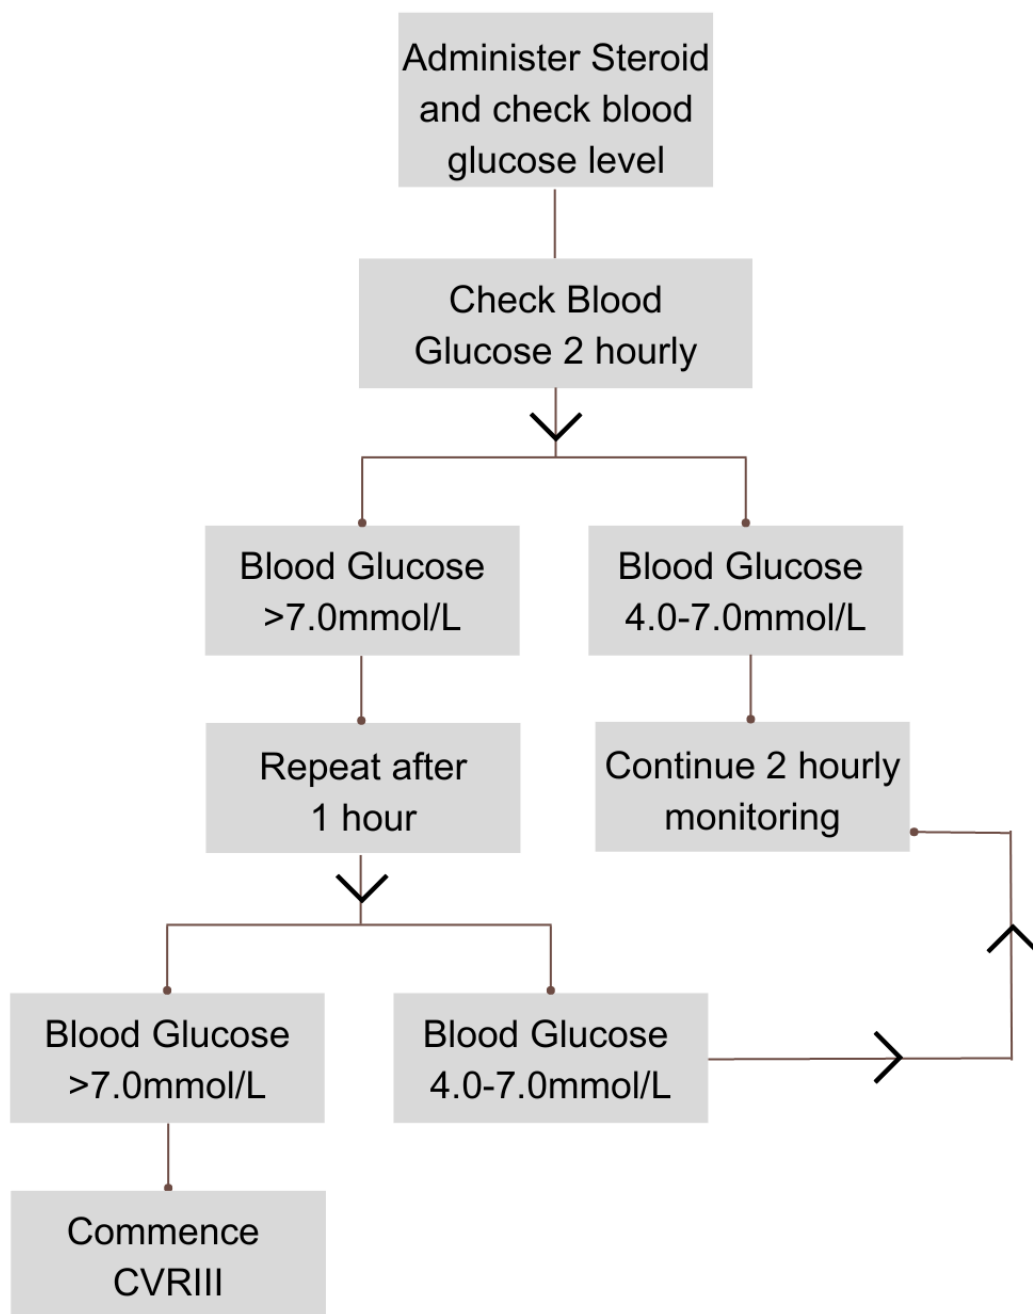 Administer Steroid
and check blood
glucose level
Check Blood
Glucose 2 hourly
Blood Glucose
>7.0mmol/L
Blood Glucose
4.0-7.0mmol/L
Repeat after
1 hour
Continue 2 hourly
monitoring
Blood Glucose
>7.0mmol/L
Blood Glucose
4.0-7.0mmol/L
Commence
CVRIII